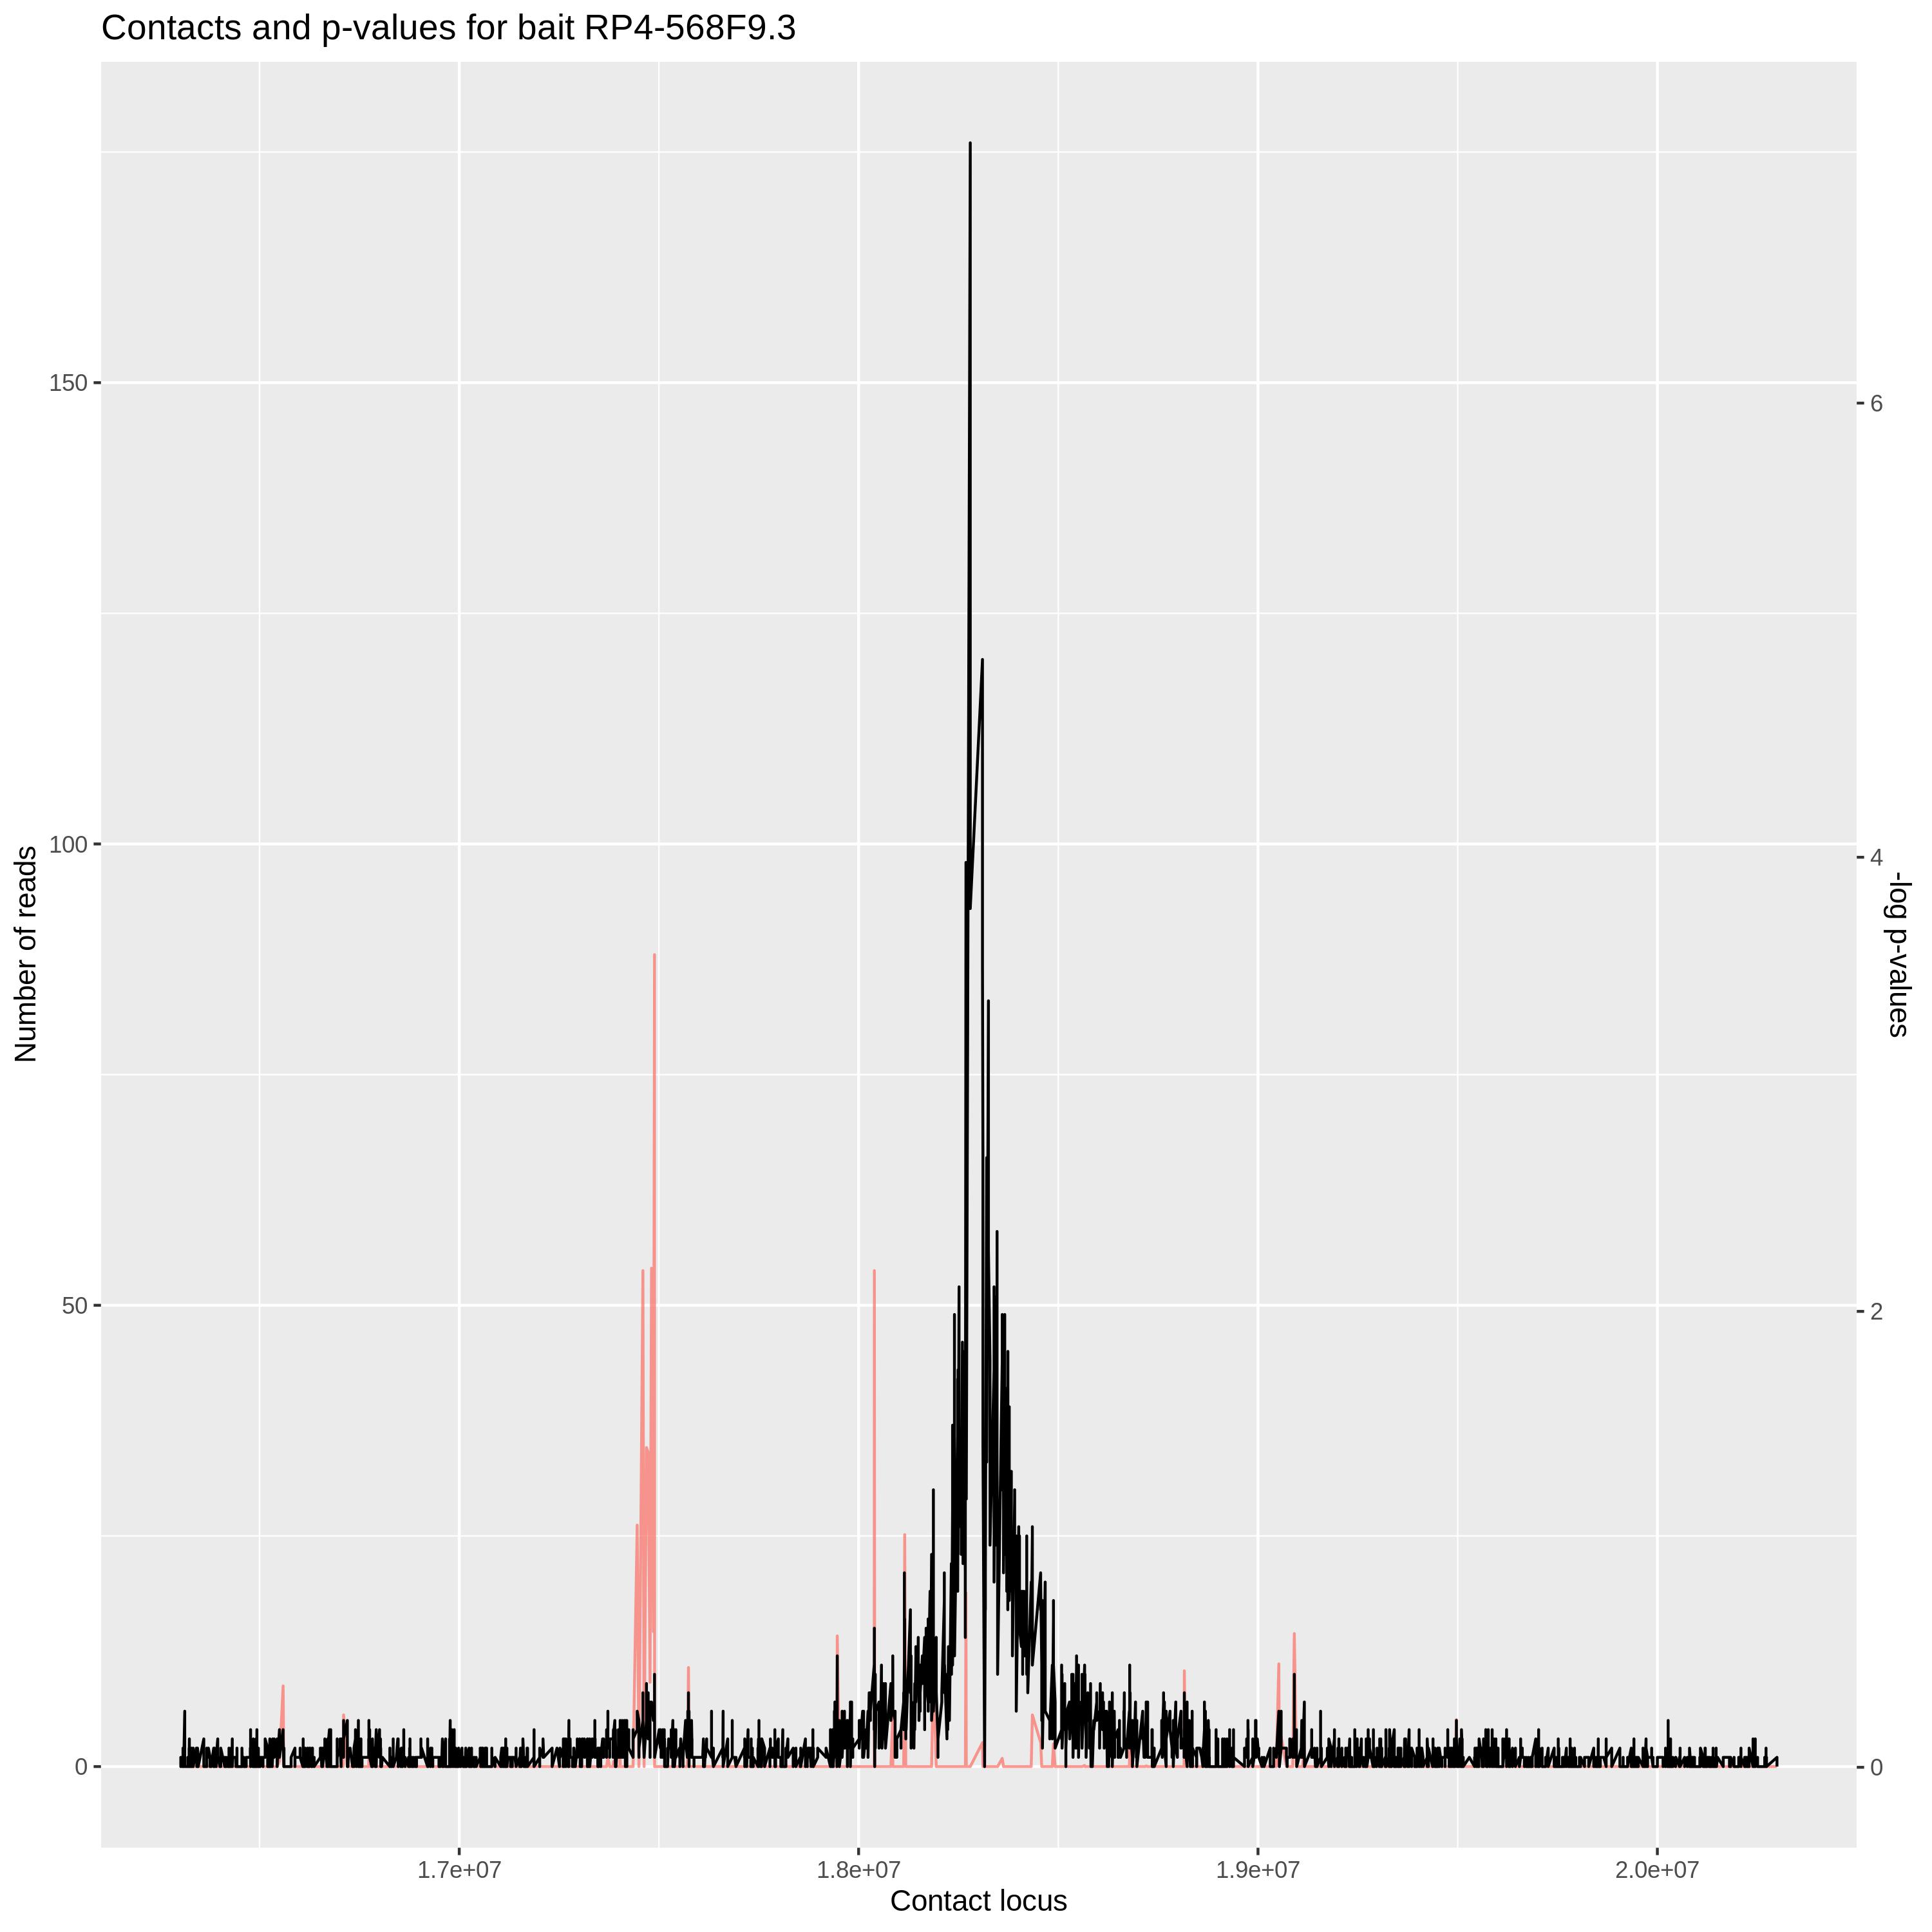 Contacts and p-values for bait RP4-568F9.3
150
100
50
0
Number of reads
6
4
2
0
-log p-values
1.7e+07
1.8e+07
1.9e+07
2.0e+07
Contact locus